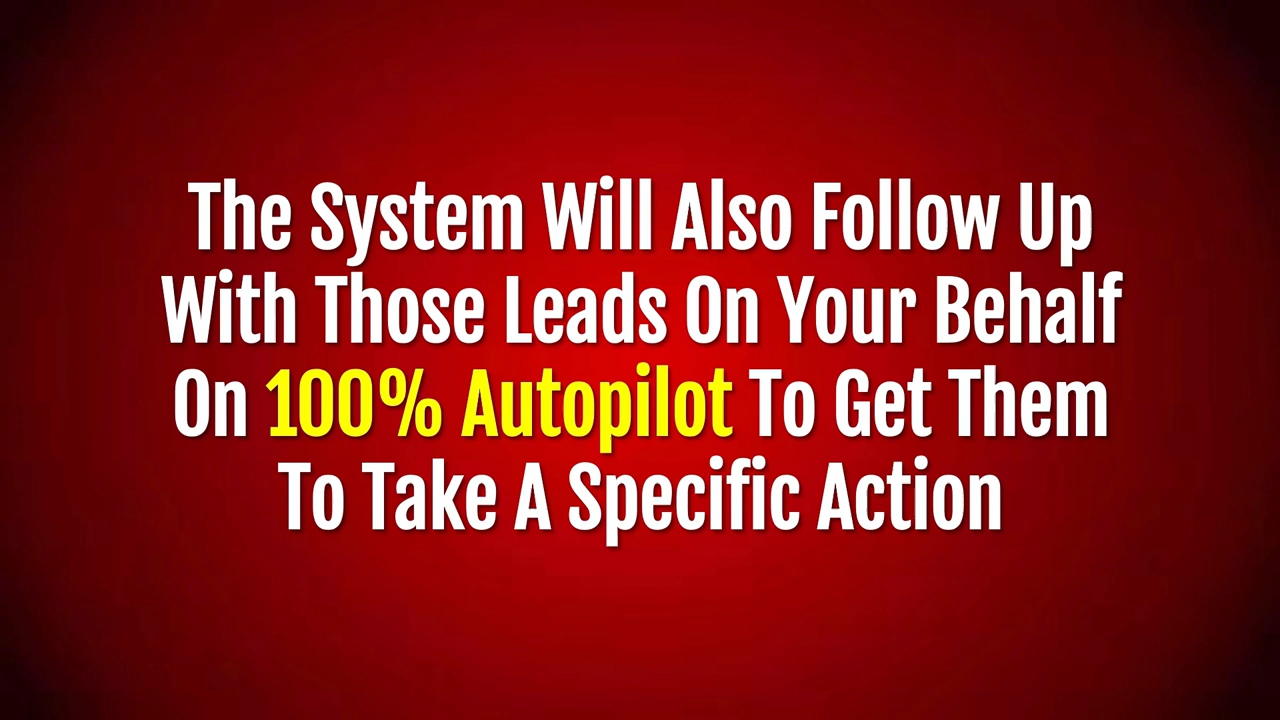 The System Will Also Follow Up
With Those Leads On Your Behalf
On 100% Autopilot To Get Them
To Take A Specific Action